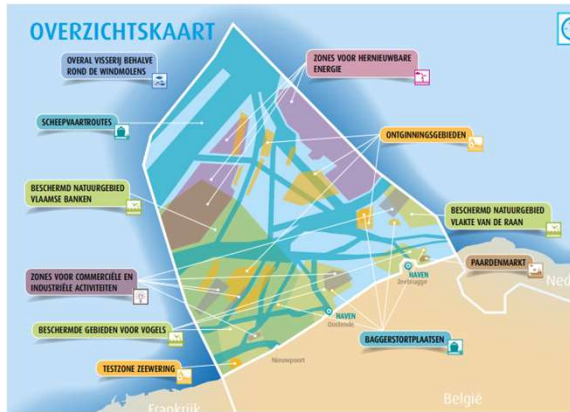 OVERZICHTSKAART
OVERAL VISSERIJ BEHALVE
ROND DE WINDMOLENS
ZONES VOOR HERNIEUWBARE
ENERGIE
SCHEEPVAARTROUTES
ONTGINNINGSGEBIEDEN
BESCHERMD NATUURGEBIED
VLAAMSE BANKEN
BESCHERMD NATUURGEBIED
VLAKTE VAN DE RAAN
PAARDENMARKT
Ned
ZONES VOOR COMMERCIËLE EN
INDUSTRIËLE ACTIVITEITEN
HAVEN
Zeebrugge
HAVEN
Oostende
BESCHERMDE GEBIEDEN VOOR VOGELS
BAGGERSTORTPLAATSEN
Nieuwpoort
TESTZONE ZEEWERING
België
Frankrijk